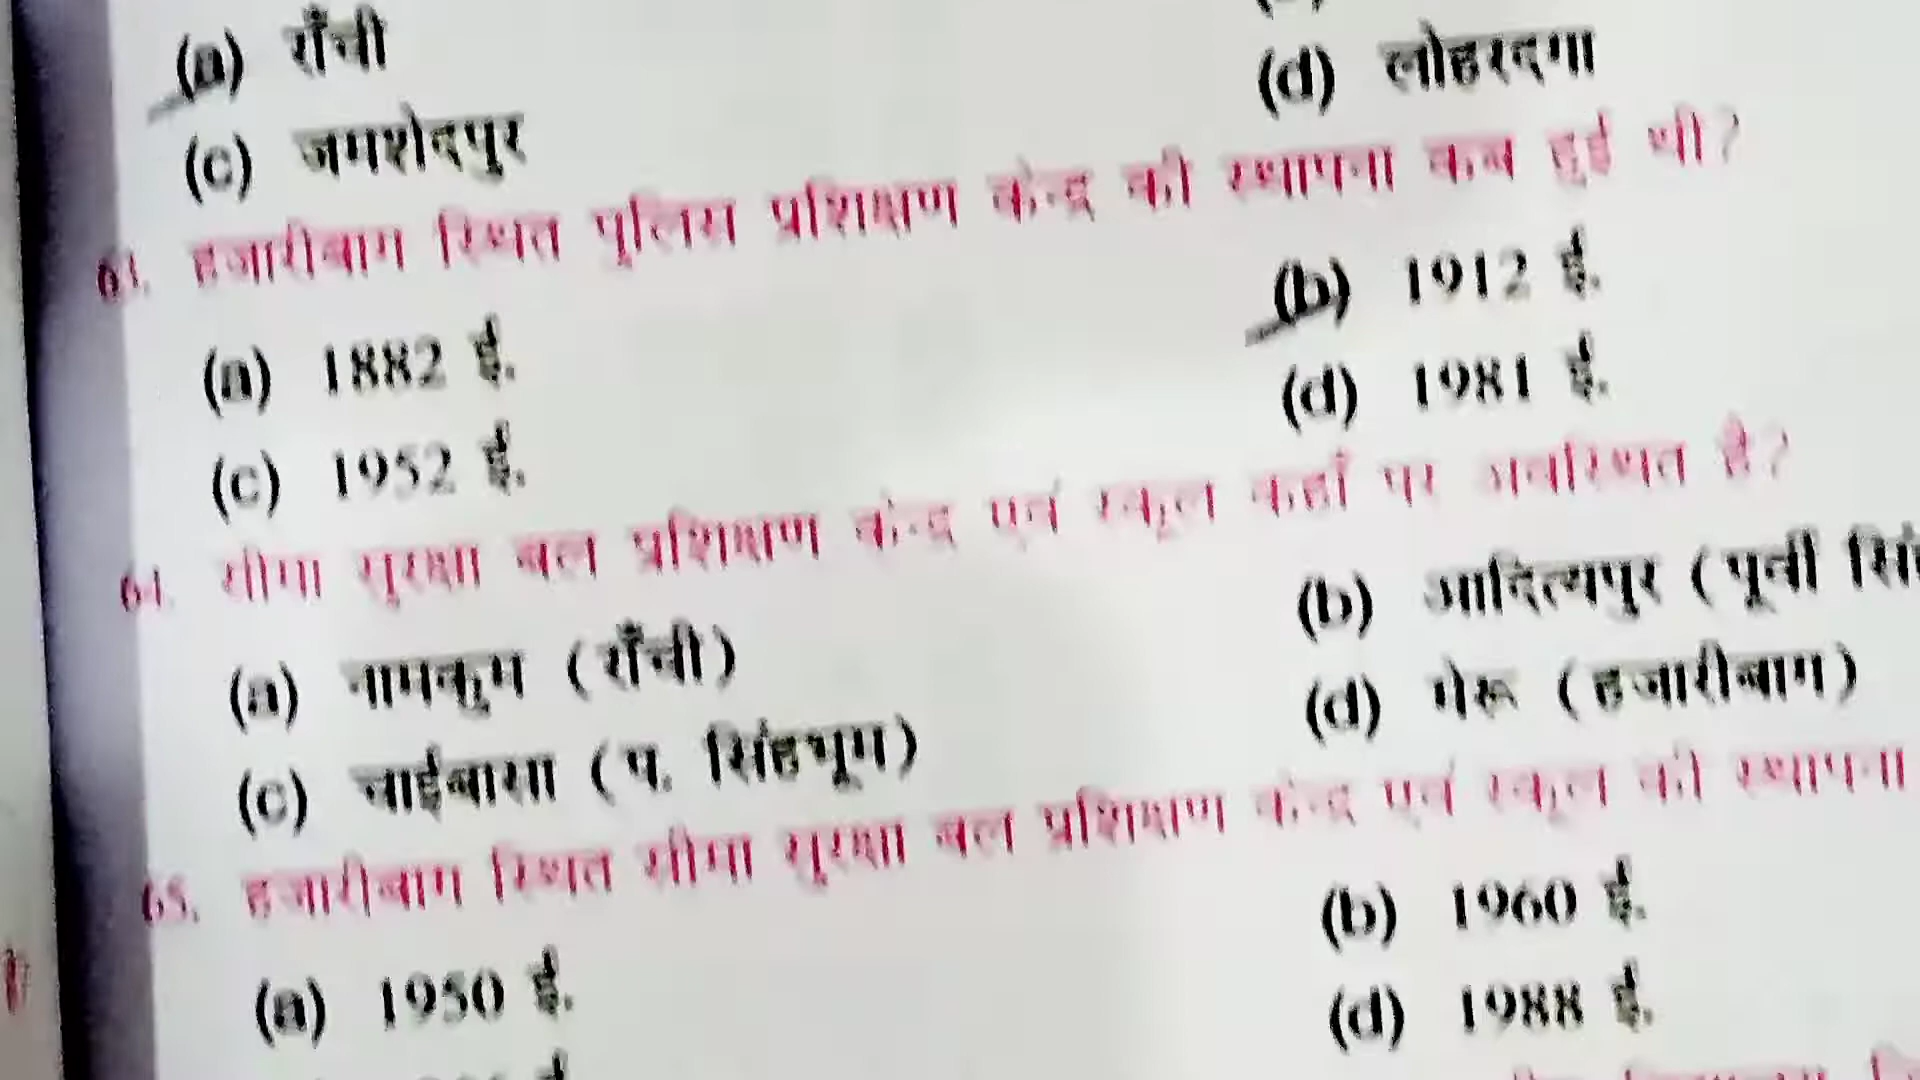 (a) राँची
(d) लोहरदगा
(c) जमशेदपुर
63. हजारीबाग स्थित पुलिस प्रशिक्षण केन्द्र की स्थापना कब हुई थी?
(a) 1882 ई.
(b) 1912 ई.
(c) 1952 ई.
(d) 1981 ई.
64. सीमा सुरक्षा बल प्रशिक्षण केन्द्र एवं स्कूल कहाँ पर अवस्थित है?
(a) नामकुम (राँची)
(b) आदित्यपुर (पूर्वी
(c) चाईबासा (प. सिंहभूम)
(d) मेरू (हजारीबाग)
65. हजारीबाग स्थित सीमा सुरक्षा बल प्रशिक्षण केन्द्र एवं स्कूल की स्थापना
(a) 1950 ई.
(b) 1960 ई.
(d) 1988 ई.